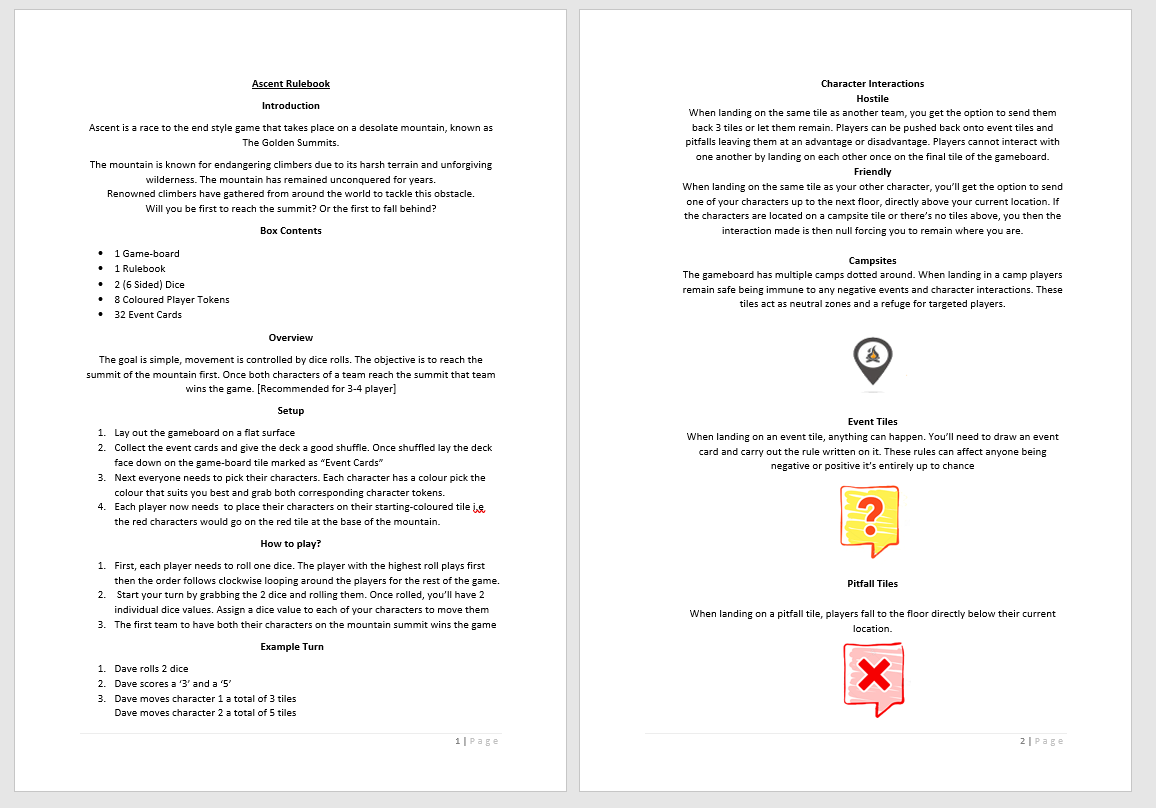 Ascent Rulebook
Introduction
Ascent is a race to the end style game that takes place on a desolate mountain, known as
The Golden Summits.
The mountain is known for endangering climbers due to its harsh terrain and unforgiving
wilderness. The mountain has remained unconquered for years.
Renowned climbers have gathered from around the world to tackle this obstacle.
Will you be first to reach the summit? Or the first to fall behind?
Box Contents
• 1 Game-board
• 1 Rulebook
• 2 (6 Sided) Dice
• 8 Coloured Player Tokens
• 32 Event Cards
Overview
The goal is simple, movement is controlled by dice rolls. The objective is to reach the
summit of the mountain first. Once both characters of a team reach the summit that team
wins the game. [Recommended for 3-4 player]
Setup
1. Lay out the gameboard on a flat surface
2. Collect the event cards and give the deck a good shuffle. Once shuffled lay the deck
face down on the game-board tile marked as “Event Cards”
3. Next everyone needs to pick their characters. Each character has a colour pick the
colour that suits you best and grab both corresponding character tokens.
4. Each player now needs to place their characters on their starting-coloured tile i.e
the red characters would go on the red tile at the base of the mountain.
How to play?
1. First, each player needs to roll one dice. The player with the highest roll plays first
then the order follows clockwise looping around the players for the rest of the game.
2. Start your turn by grabbing the 2 dice and rolling them. Once rolled, you’ll have 2
individual dice values. Assign a dice value to each of your characters to move them
3. The first team to have both their characters on the mountain summit wins the game
Example Turn
1. Dave rolls 2 dice
2. Dave scores a ‘3’ and a ‘5’
3. Dave moves character 1 a total of 3 tiles
Dave moves character 2 a total of 5 tiles
1 | Page
Character Interactions
Hostile
When landing on the same tile as another team, you get the option to send them
back 3 tiles or let them remain. Players can be pushed back onto event tiles and
pitfalls leaving them at an advantage or disadvantage. Players cannot interact with
one another by landing on each other once on the final tile of the gameboard.
Friendly
When landing on the same tile as your other character, you’ll get the option to send
one of your characters up to the next floor, directly above your current location. If
the characters are located on a campsite tile or there’s no tiles above, you then the
interaction made is then null forcing you to remain where you are.
Campsites
The gameboard has multiple camps dotted around. When landing in a camp players
remain safe being immune to any negative events and character interactions. These
tiles act as neutral zones and a refuge for targeted players.
Event Tiles
When landing on an event tile, anything can happen. You’ll need to draw an event
card and carry out the rule written on it. These rules can affect anyone being
negative or positive it’s entirely up to chance
?
Pitfall Tiles
When landing on a pitfall tile, players fall to the floor directly below their current
location.
2 | Page